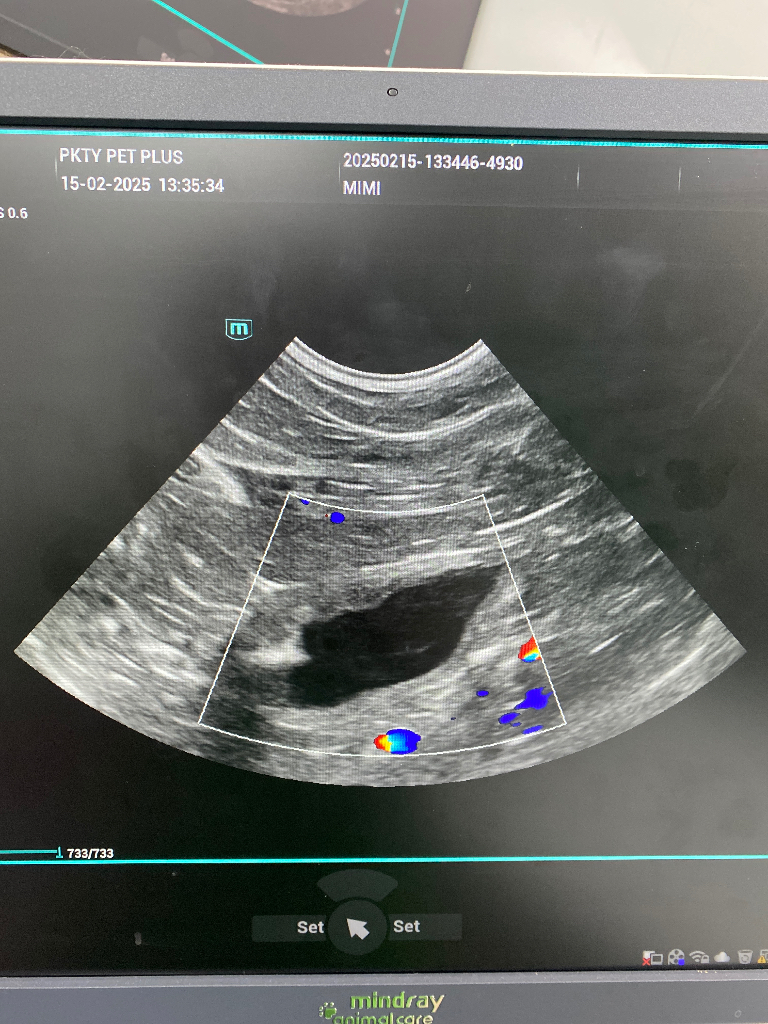 PKTY PET PLUS
20250215-133446-4930
15-02-2025 13:35:34
MIMI
S 0.6
m
733/733
Set
Set
mindray
animalcare